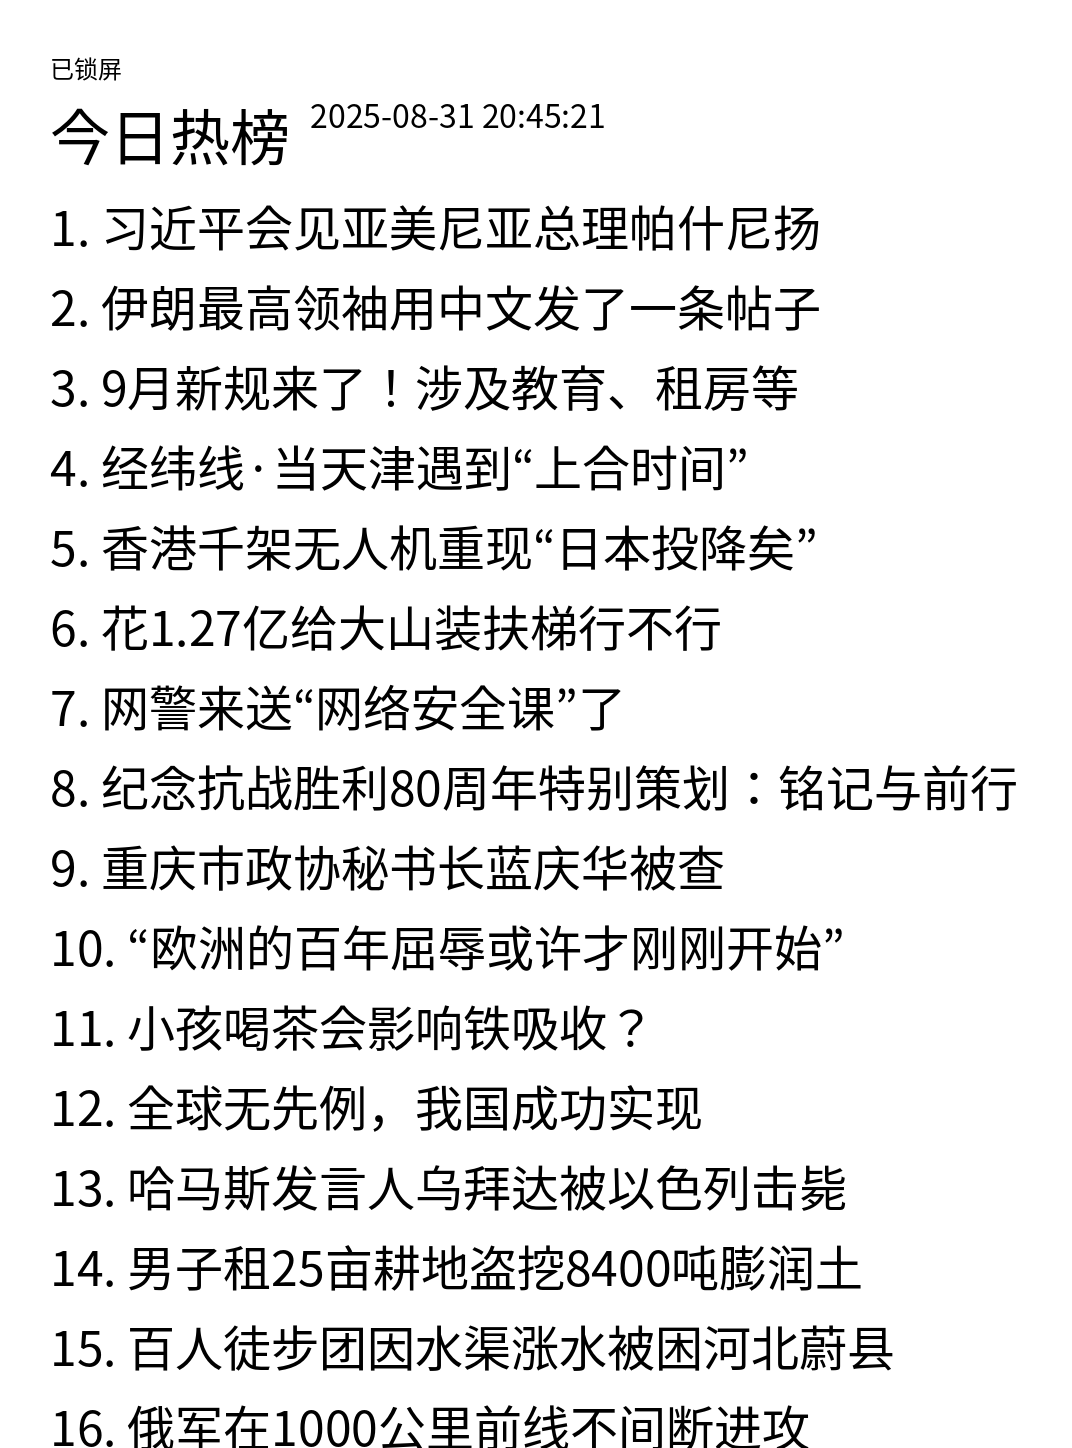 已锁屏
今日热榜 2025-08-31 20:45:21
1. 习近平会见亚美尼亚总理帕什尼扬
2. 伊朗最高领袖用中文发了一条帖子
3. 9月新规来了！涉及教育、租房等
4. 经纬线·当天津遇到“上合时间”
5. 香港千架无人机重现“日本投降矣”
6. 花1.27亿给大山装扶梯行不行
7. 网警来送“网络安全课”了
8. 纪念抗战胜利80周年特别策划：铭记与前行
9. 重庆市政协秘书长蓝庆华被查
10. “欧洲的百年屈辱或许才刚刚开始”
11. 小孩喝茶会影响铁吸收？
12. 全球无先例，我国成功实现
13. 哈马斯发言人乌拜达被以色列击毙
14. 男子租25亩耕地盗挖8400吨膨润土
15. 百人徒步团因水渠涨水被困河北蔚县
16. 俄军在1000公里前线不间断进攻